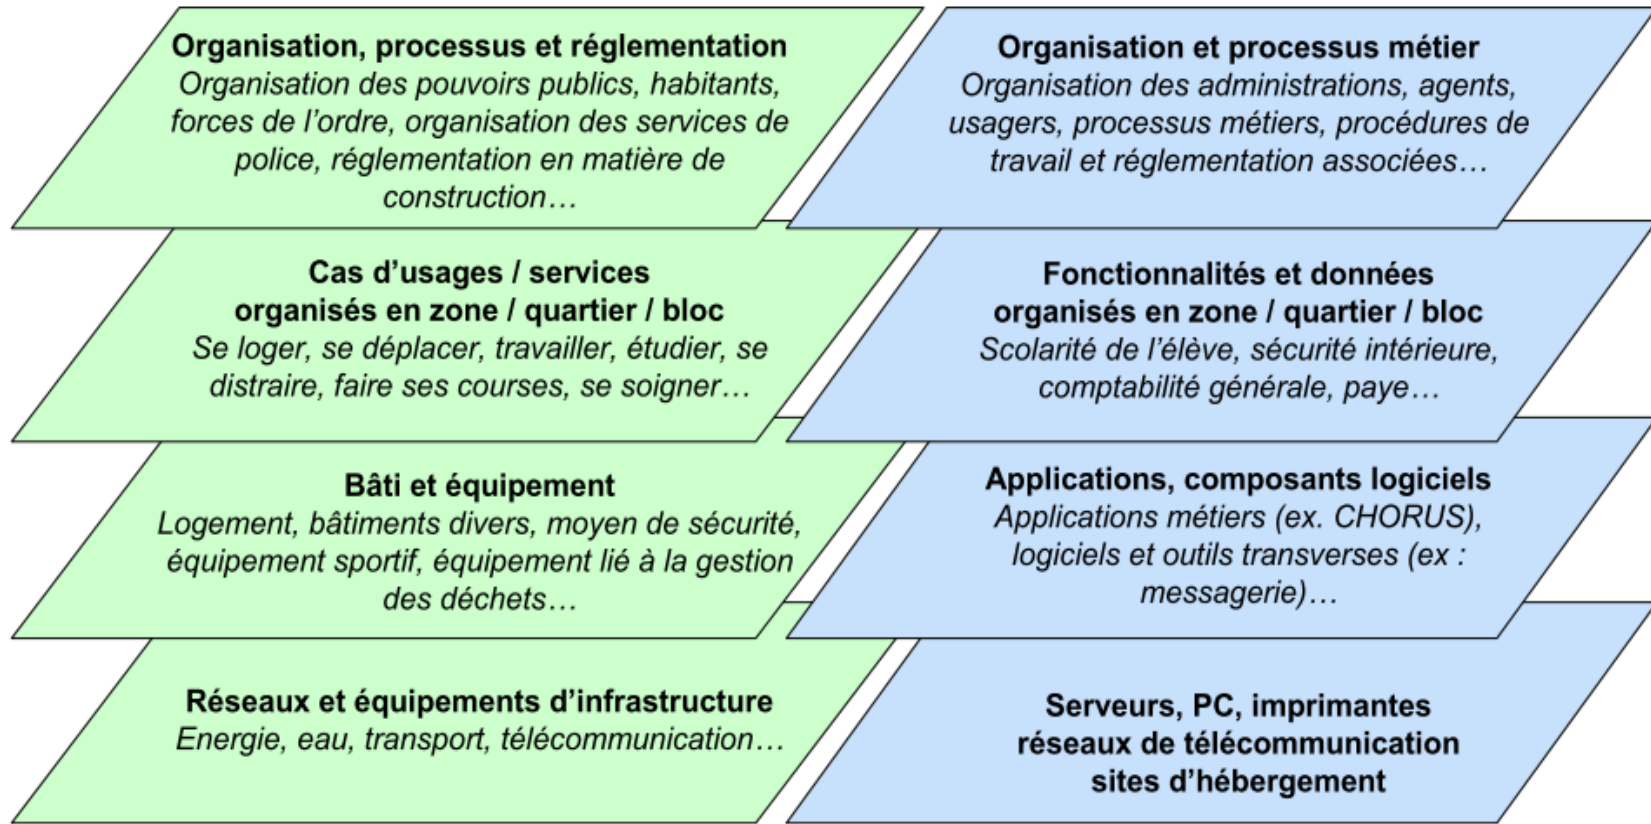 Organisation, processus et réglementation
Organisation des pouvoirs publics, habitants,
forces de l’ordre, organisation des services de
police, réglementation en matière de
construction…
Organisation et processus métier
Organisation des administrations, agents,
usagers, processus métiers, procédures de
travail et réglementation associées…
Cas d’usages / services
organisés en zone / quartier / bloc
Se loger, se déplacer, travailler, étudier, se
distraire, faire ses courses, se soigner…
Fonctionnalités et données
organisés en zone / quartier / bloc
Scolarité de l’élève, sécurité intérieure,
comptabilité générale, paye…
Bâti et équipement
Logement, bâtiments divers, moyen de sécurité,
équipement sportif, équipement lié à la gestion
des déchets…
Applications, composants logiciels
Applications métiers (ex. CHORUS),
logiciels et outils transverses (ex :
messagerie)…
Réseaux et équipements d’infrastructure
Energie, eau, transport, télécommunication…
Serveurs, PC, imprimantes
réseaux de télécommunication
sites d’hébergement